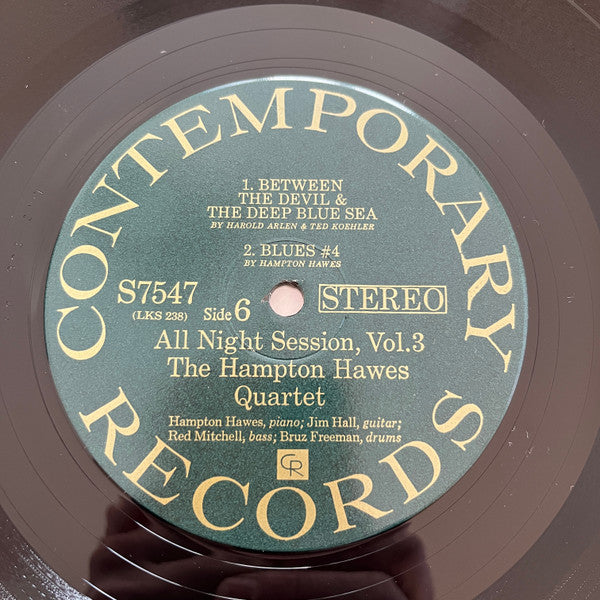 CONTEMPORARY
1. BETWEEN
THE DEVIL &
THE DEEP BLUE SEA
BY HAROLD ARLEN & TED KOEHLER
2. BLUES #4
BY HAMPTON HAWES
S7547
(LKS 238)
Side 6
STEREO
All Night Session, Vol.3
The Hampton Hawes
Quartet
Hampton Hawes, piano; Jim Hall, guitar;
Red Mitchell, bass; Bruz Freeman, drums
CR
RECORDS